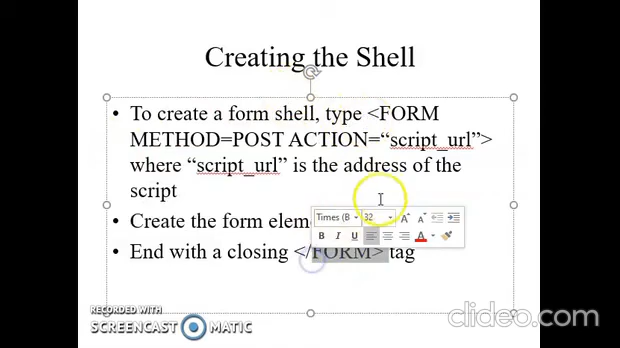 Creating the Shell
• To create a form shell, type <FORM
METHOD=POST ACTION=“script_url”>
where “script_url” is the address of the
script
• Create the form elem
Times (B 32 A A
B I U A
• End with a closing </FORM> tag
RECORDED WITH
SCREENCAST MATIC
clideo.com